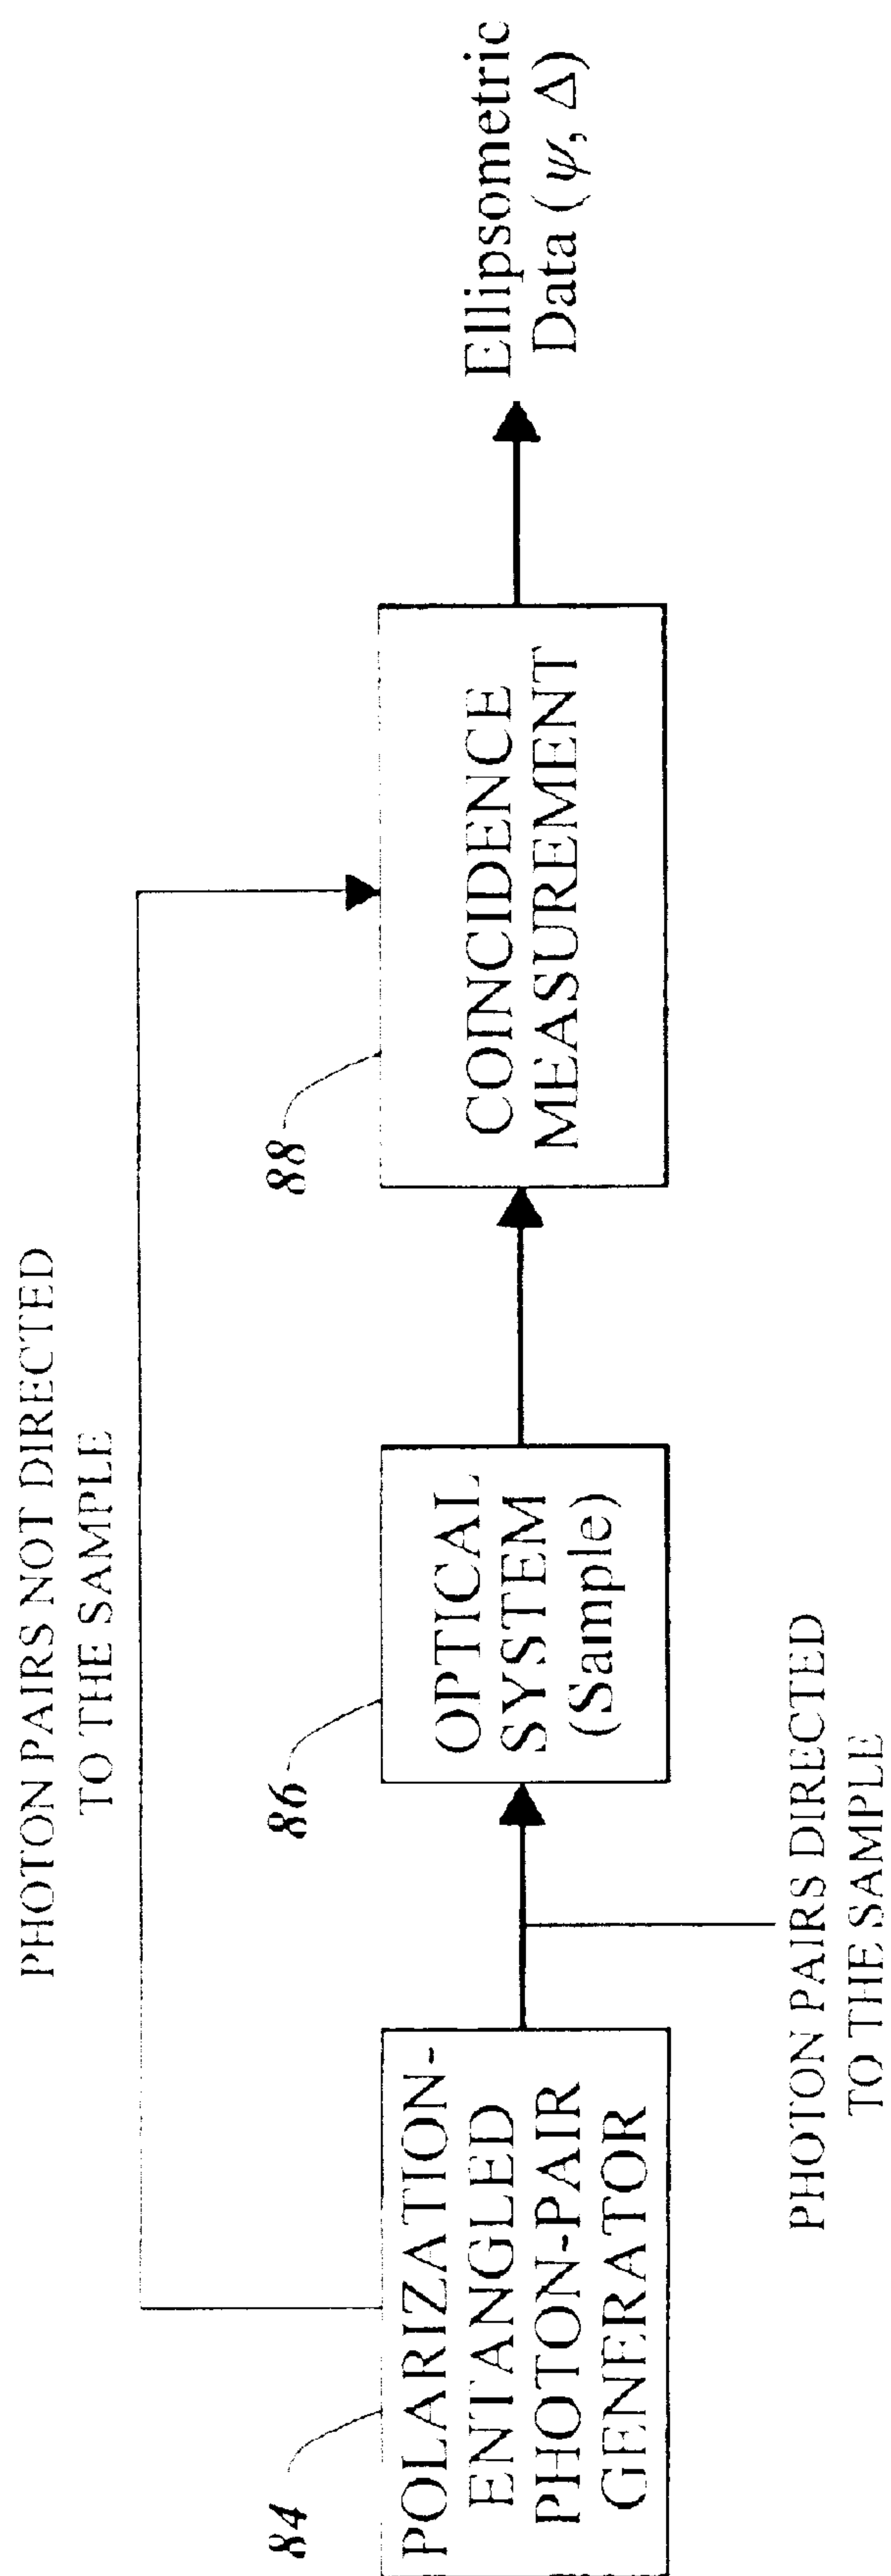 PHOTON PAIRS NOT DIRECTED
TO THE SAMPLE
84
POLARIZATION-
ENTANGLED
PHOTON-PAIR
GENERATOR
PHOTON PAIRS DIRECTED
TO THE SAMPLE
86
OPTICAL
SYSTEM
(Sample)
88
COINCIDENCE
MEASUREMENT
Ellipsometric
Data (ψ, Δ)